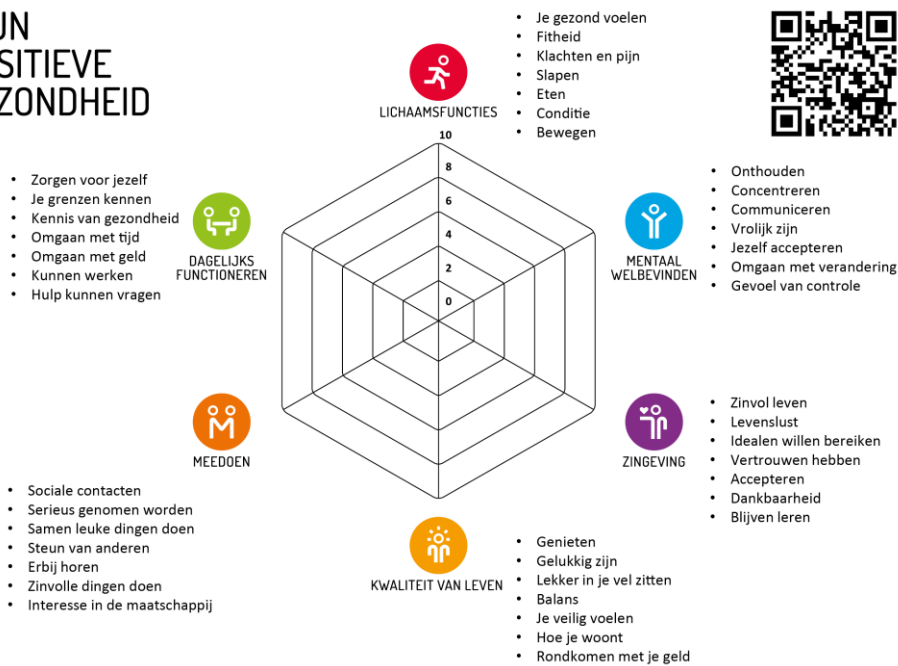 JN
SITIEVE
ZONDHEID
LICHAAMSFUNCTIES
• Je gezond voelen
• Fitheid
• Klachten en pijn
• Slapen
• Eten
• Conditie
• Bewegen
10
8
6
4
2
0
• Zorgen voor jezelf
• Je grenzen kennen
• Kennis van gezondheid
• Omgaan met tijd
• Omgaan met geld
• Kunnen werken
• Hulp kunnen vragen
DAGELIJKS
FUNCTIONEREN
MENTAAL
WELBEVINDEN
• Onthouden
• Concentreren
• Communiceren
• Vrolijk zijn
• Jezelf accepteren
• Omgaan met verandering
• Gevoel van controle
MEEDOEN
• Sociale contacten
• Serieus genomen worden
• Samen leuke dingen doen
• Steun van anderen
• Erbij horen
• Zinvolle dingen doen
• Interesse in de maatschappij
ZINGEVING
• Zinvol leven
• Levenslust
• Idealen willen bereiken
• Vertrouwen hebben
• Accepteren
• Dankbaarheid
• Blijven leren
KWALITEIT VAN LEVEN
• Genieten
• Gelukkig zijn
• Lekker in je vel zitten
• Balans
• Je veilig voelen
• Hoe je woont
• Rondkomen met je geld